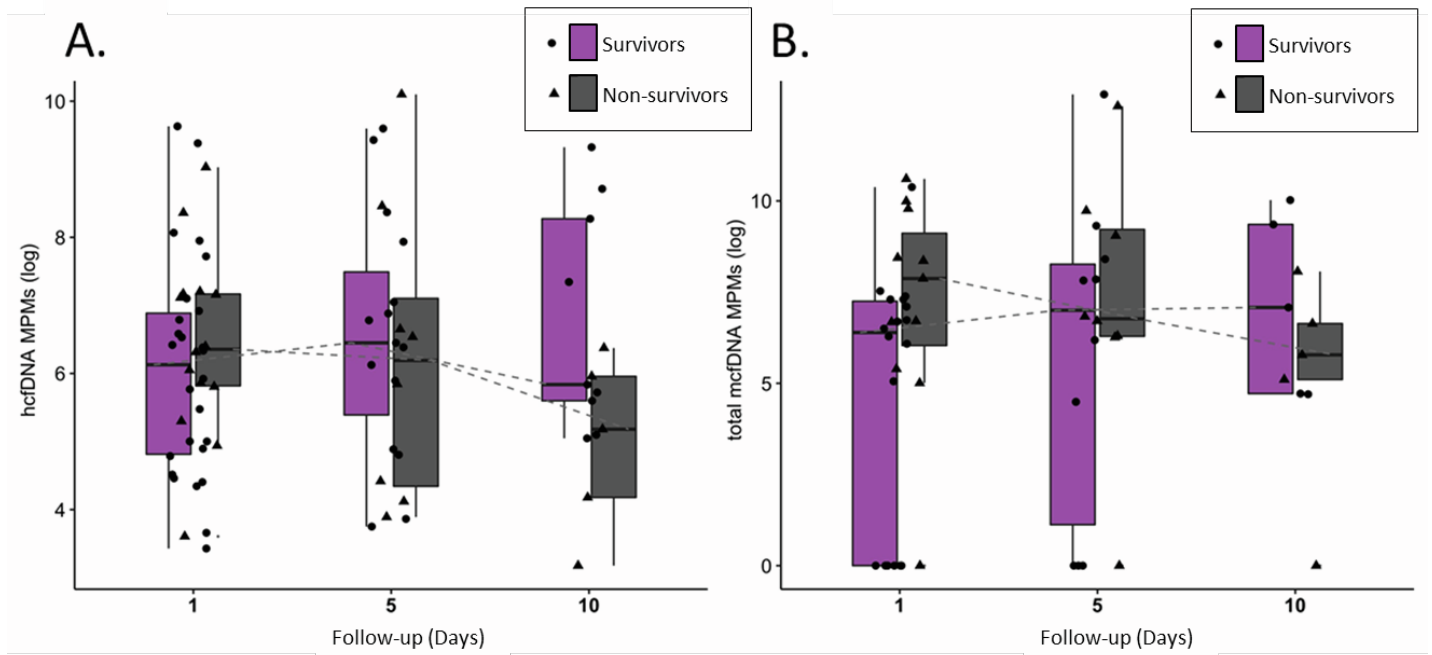 A.
Survivors
Non-survivors
hcfDNA MPMs (log)
10
8
6
4
1 5 10
Follow-up (Days)
B.
Survivors
Non-survivors
total mcfDNA MPMs (log)
10
5
0
1 5 10
Follow-up (Days)